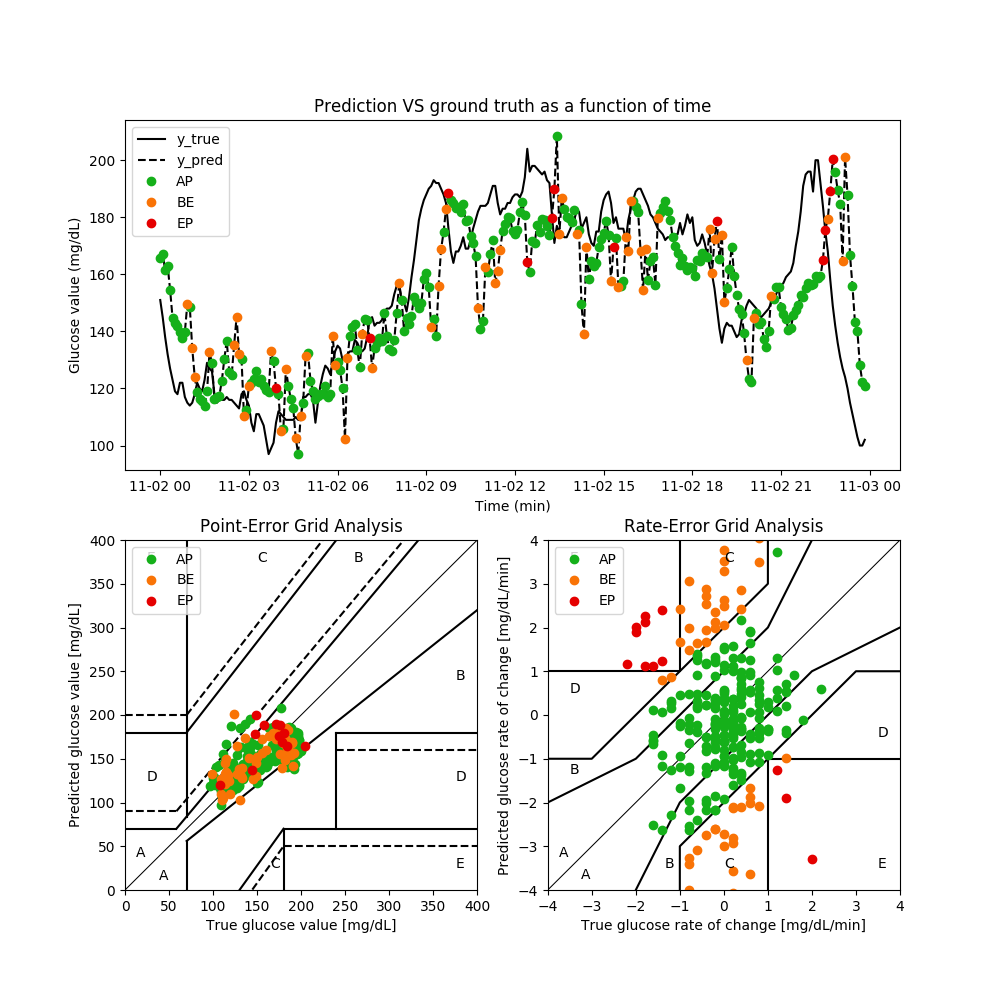 Prediction VS ground truth as a function of time
y_true
y_pred
AP
BE
EP
Glucose value (mg/dL)
200
180
160
140
120
100
11-02 00 11-02 03 11-02 06 11-02 09 11-02 12 11-02 15 11-02 18 11-02 21 11-03 00
Time (min)
Point-Error Grid Analysis
AP
BE
EP
C
B
B
D
D
A
A
C
E
Predicted glucose value [mg/dL]
400
350
300
250
200
150
100
50
0
0 50 100 150 200 250 300 350 400
True glucose value [mg/dL]
Rate-Error Grid Analysis
AP
BE
EP
C
D
D
B
A
A
B
C
E
Predicted glucose rate of change [mg/dL/min]
4
3
2
1
0
−1
−2
−3
−4
−4 −3 −2 −1 0 1 2 3 4
True glucose rate of change [mg/dL/min]